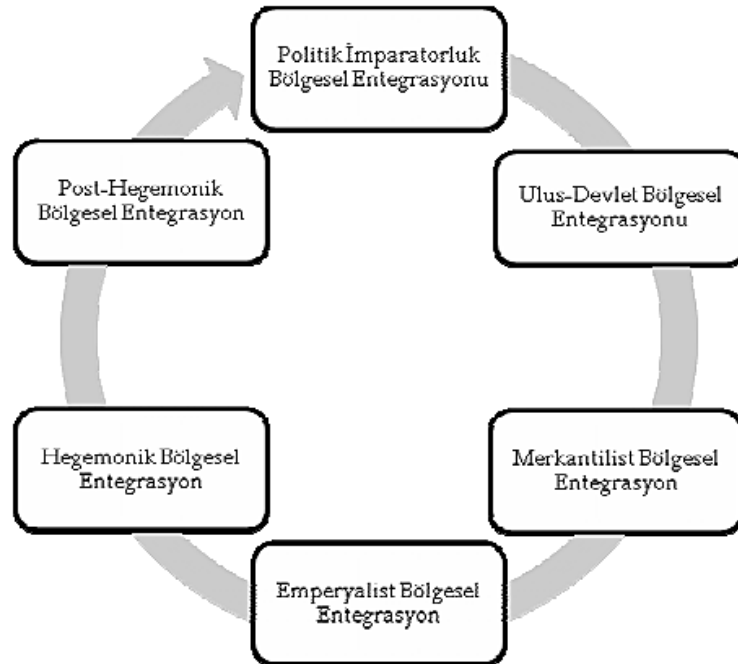 Politik İmparatorluk
Bölgesel Entegrasyonu
Ulus-Devlet Bölgesel
Entegrasyonu
Merkantilist Bölgesel
Entegrasyon
Emperyalist Bölgesel
Entegrasyon
Hegemonik Bölgesel
Entegrasyon
Post-Hegemonik
Bölgesel Entegrasyon